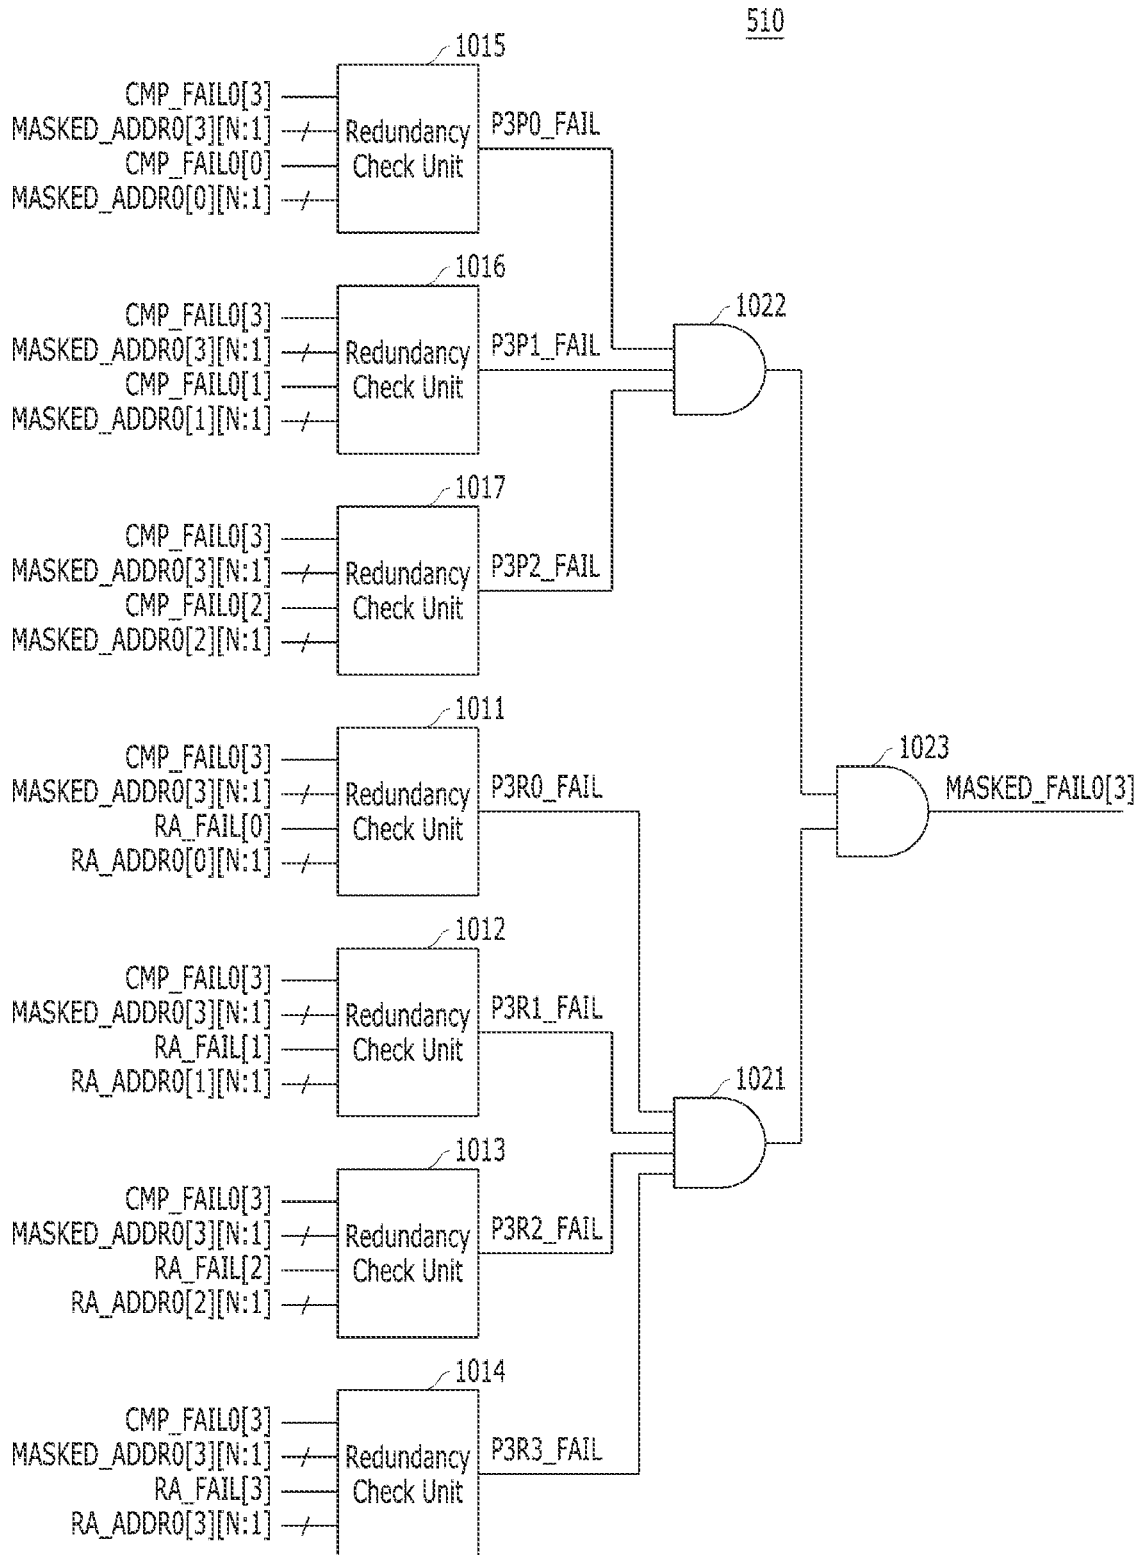 510
1015
CMP_FAIL0[3]
MASKED_ADDR0[3][N:1]
CMP_FAIL0[0]
MASKED_ADDR0[0][N:1]
Redundancy
Check Unit
P3P0_FAIL
1016
CMP_FAIL0[3]
MASKED_ADDR0[3][N:1]
CMP_FAIL0[1]
MASKED_ADDR0[1][N:1]
Redundancy
Check Unit
P3P1_FAIL
1022
1017
CMP_FAIL0[3]
MASKED_ADDR0[3][N:1]
CMP_FAIL0[2]
MASKED_ADDR0[2][N:1]
Redundancy
Check Unit
P3P2_FAIL
1011
CMP_FAIL0[3]
MASKED_ADDR0[3][N:1]
RA_FAIL[0]
RA_ADDR0[0][N:1]
Redundancy
Check Unit
P3R0_FAIL
1023
MASKED_FAIL0[3]
1012
CMP_FAIL0[3]
MASKED_ADDR0[3][N:1]
RA_FAIL[1]
RA_ADDR0[1][N:1]
Redundancy
Check Unit
P3R1_FAIL
1021
1013
CMP_FAIL0[3]
MASKED_ADDR0[3][N:1]
RA_FAIL[2]
RA_ADDR0[2][N:1]
Redundancy
Check Unit
P3R2_FAIL
1014
CMP_FAIL0[3]
MASKED_ADDR0[3][N:1]
RA_FAIL[3]
RA_ADDR0[3][N:1]
Redundancy
Check Unit
P3R3_FAIL